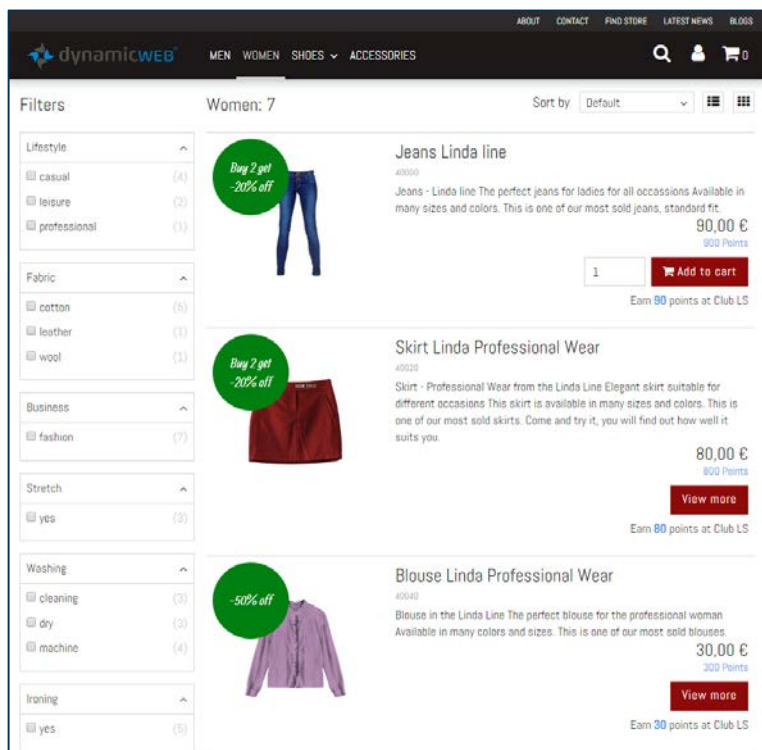 ABOUT CONTACT FIND STORE LATEST NEWS BLOGS
dynamicWEB
MEN WOMEN SHOES ACCESSORIES
0
Filters
Women: 7
Sort by Default
Lifestyle
casual (4)
leisure (2)
professional (1)
Fabric
cotton (6)
leather (1)
wool (1)
Business
fashion (7)
Stretch
yes (3)
Washing
cleaning (3)
dry (3)
machine (4)
Ironing
yes (5)
Buy 2 get
-20% off
Jeans Linda line
40000
Jeans - Linda line The perfect jeans for ladies for all occassions Available in
many sizes and colors. This is one of our most sold jeans, standard fit.
90,00 €
900 Points
1
Add to cart
Earn 90 points at Club LS
Buy 2 get
-20% off
Skirt Linda Professional Wear
40020
Skirt - Professional Wear from the Linda Line Elegant skirt suitable for
different occasions This skirt is available in many sizes and colors. This is
one of our most sold skirts. Come and try it, you will find out how well it
suits you.
80,00 €
800 Points
View more
Earn 80 points at Club LS
-50% off
Blouse Linda Professional Wear
40040
Blouse in the Linda Line The perfect blouse for the professional woman
Available in many colors and sizes. This is one of our most sold blouses.
30,00 €
300 Points
View more
Earn 30 points at Club LS